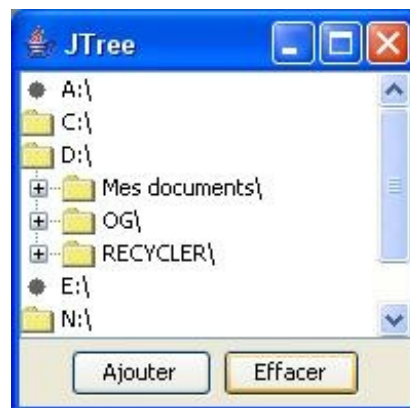 JTree
A:\
C:\
D:\
Mes documents\
OG\
RECYCLER\
E:\
N:\
Ajouter Effacer